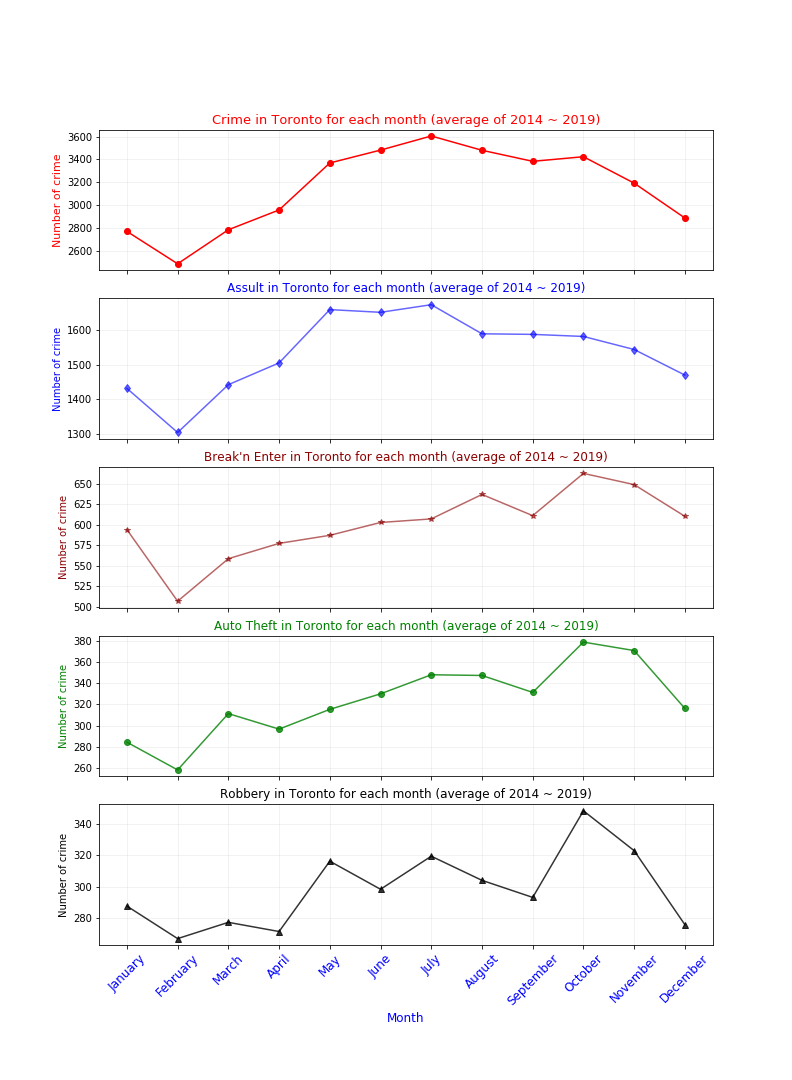 Crime in Toronto for each month (average of 2014 ~ 2019)
3600
3400
3200
3000
2800
2600
Number of crime
Assult in Toronto for each month (average of 2014 ~ 2019)
1600
1500
1400
1300
Number of crime
Break'n Enter in Toronto for each month (average of 2014 ~ 2019)
650
625
600
575
550
525
500
Number of crime
Auto Theft in Toronto for each month (average of 2014 ~ 2019)
380
360
340
320
300
280
260
Number of crime
Robbery in Toronto for each month (average of 2014 ~ 2019)
340
320
300
280
Number of crime
January
February
March
April
May
June
July
August
September
October
November
December
Month